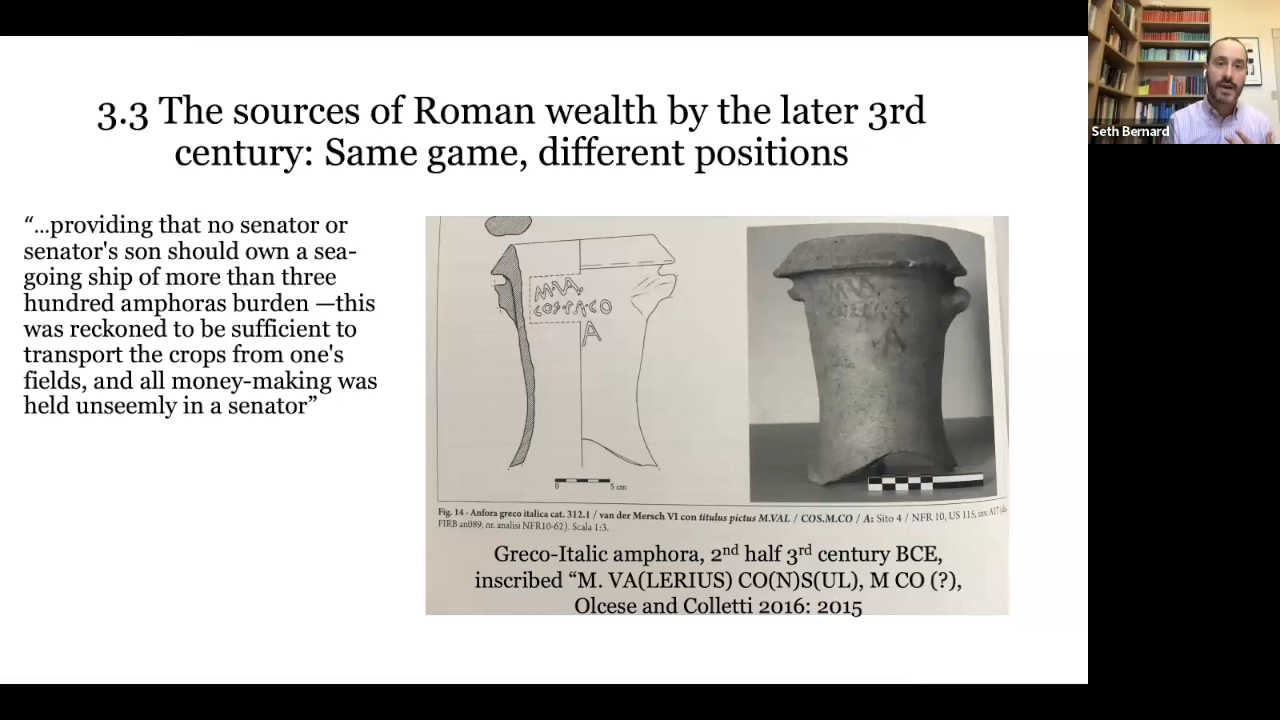 3.3 The sources of Roman wealth by the later 3rd
century: Same game, different positions
“...providing that no senator or
senator's son should own a sea-
going ship of more than three
hundred amphoras burden —this
was reckoned to be sufficient to
transport the crops from one's
fields, and all money-making was
held unseemly in a senator”
M·VA
COS·M·CO
A
0 5 cm
Fig. 14 - Anfora greco italica cat. 312.1 / van der Mersch VI con titulus pictus M.VAL / COS.M.CO / A: Sito 4 / NFR 10, US 115,
FIRB an089, nr. analisi NFR10-62). Scala 1:3.
Greco-Italic amphora, 2nd half 3rd century BCE,
inscribed “M. VA(LERIUS) CO(N)S(UL), M CO (?),
Olcese and Colletti 2016: 2015
Seth Bernard